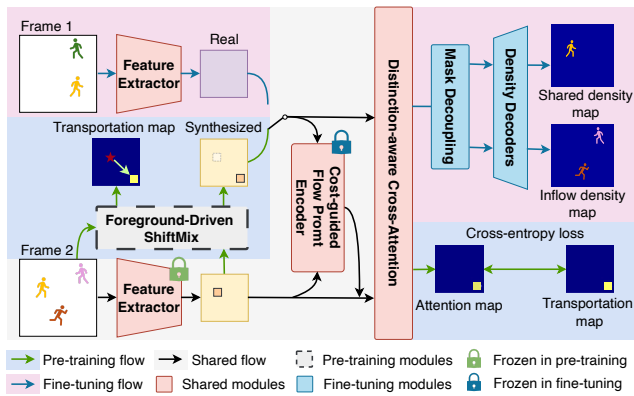 Frame 1
Feature
Extractor
Real
Transportation map
Synthesized
Foreground-Driven
ShiftMix
Frame 2
Feature
Extractor
Cost-guided
Flow Promt
Encoder
Distinction-aware Cross-Attention
Mask Decoupling
Density Decoders
Shared density
map
Inflow density
map
Cross-entropy loss
Attention map
Transportation
map
Pre-training flow
Shared flow
Pre-training modules
Frozen in pre-training
Fine-tuning flow
Shared modules
Fine-tuning modules
Frozen in fine-tuning